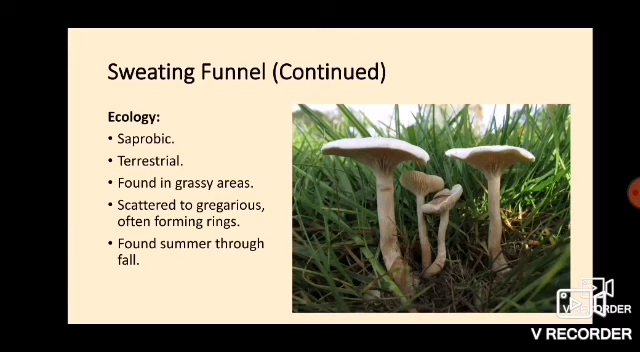 Sweating Funnel (Continued)
Ecology:
• Saprobic.
• Terrestrial.
• Found in grassy areas.
• Scattered to gregarious,
often forming rings.
• Found summer through
fall.
V RECORDER
V RECORDER